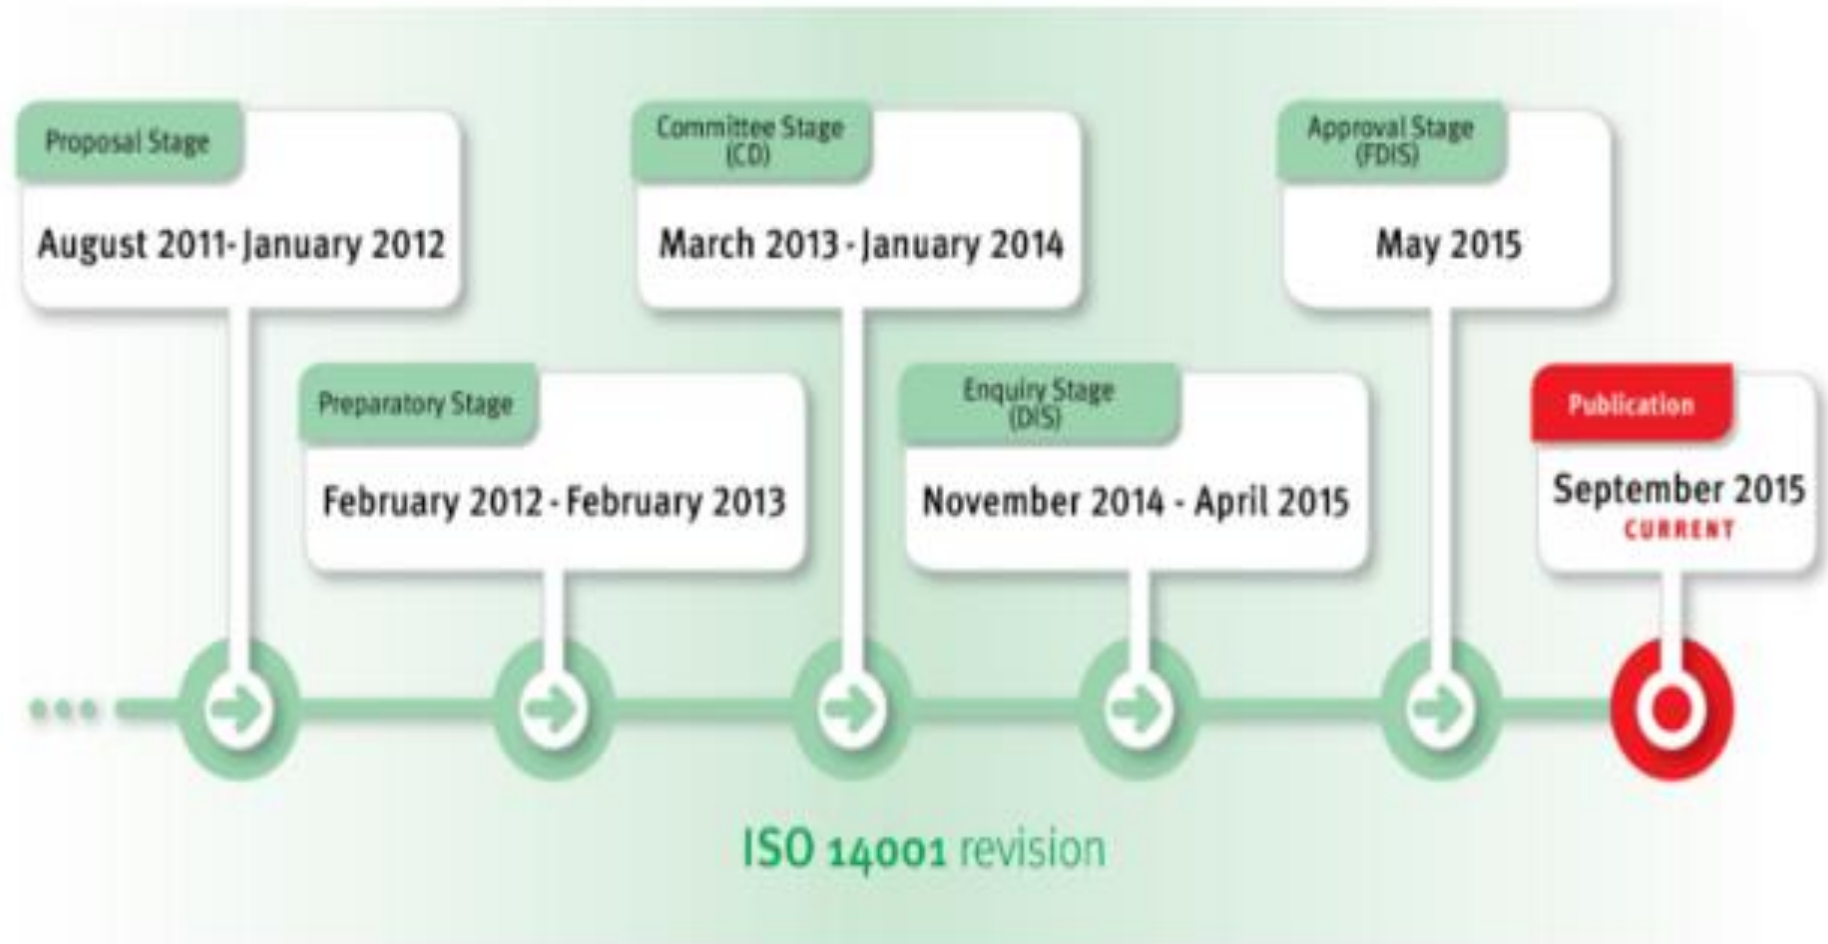 Proposal Stage
August 2011- January 2012
Preparatory Stage
February 2012 - February 2013
Committee Stage
(CD)
March 2013 - January 2014
Enquiry Stage
(DIS)
November 2014 - April 2015
Approval Stage
(FDIS)
May 2015
Publication
September 2015
CURRENT
ISO 14001 revision